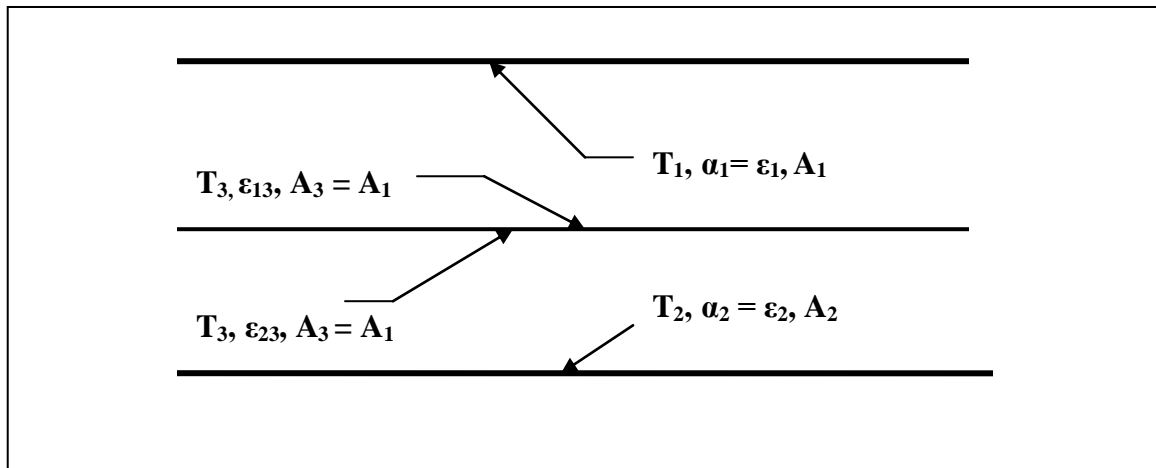 T₁, α₁= ε₁, A₁
T₃, ε₁₃, A₃ = A₁
T₂, α₂ = ε₂, A₂
T₃, ε₂₃, A₃ = A₁